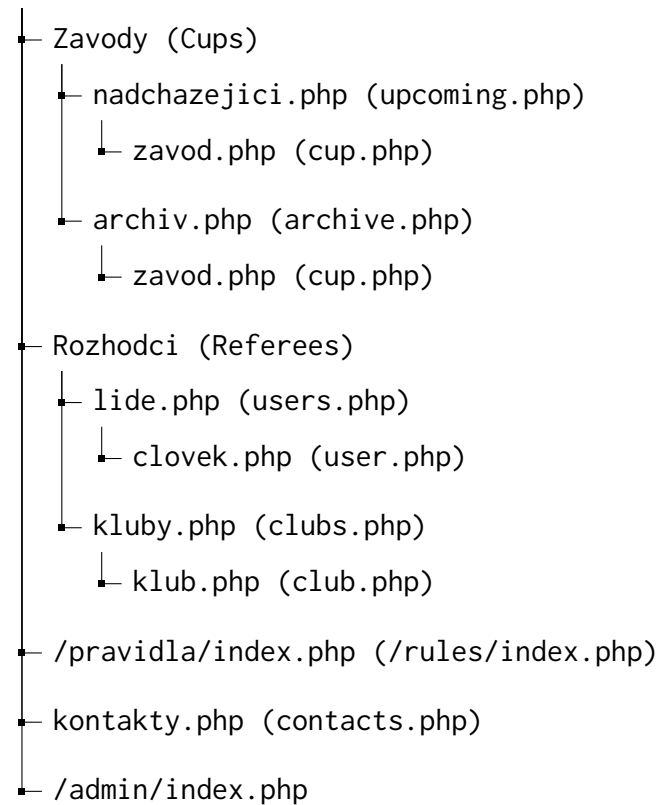 Zavody (Cups)
nadchazejici.php (upcoming.php)
zavod.php (cup.php)
archiv.php (archive.php)
zavod.php (cup.php)
Rozhodci (Referees)
lide.php (users.php)
clovek.php (user.php)
kluby.php (clubs.php)
klub.php (club.php)
/pravidla/index.php (/rules/index.php)
kontakty.php (contacts.php)
/admin/index.php